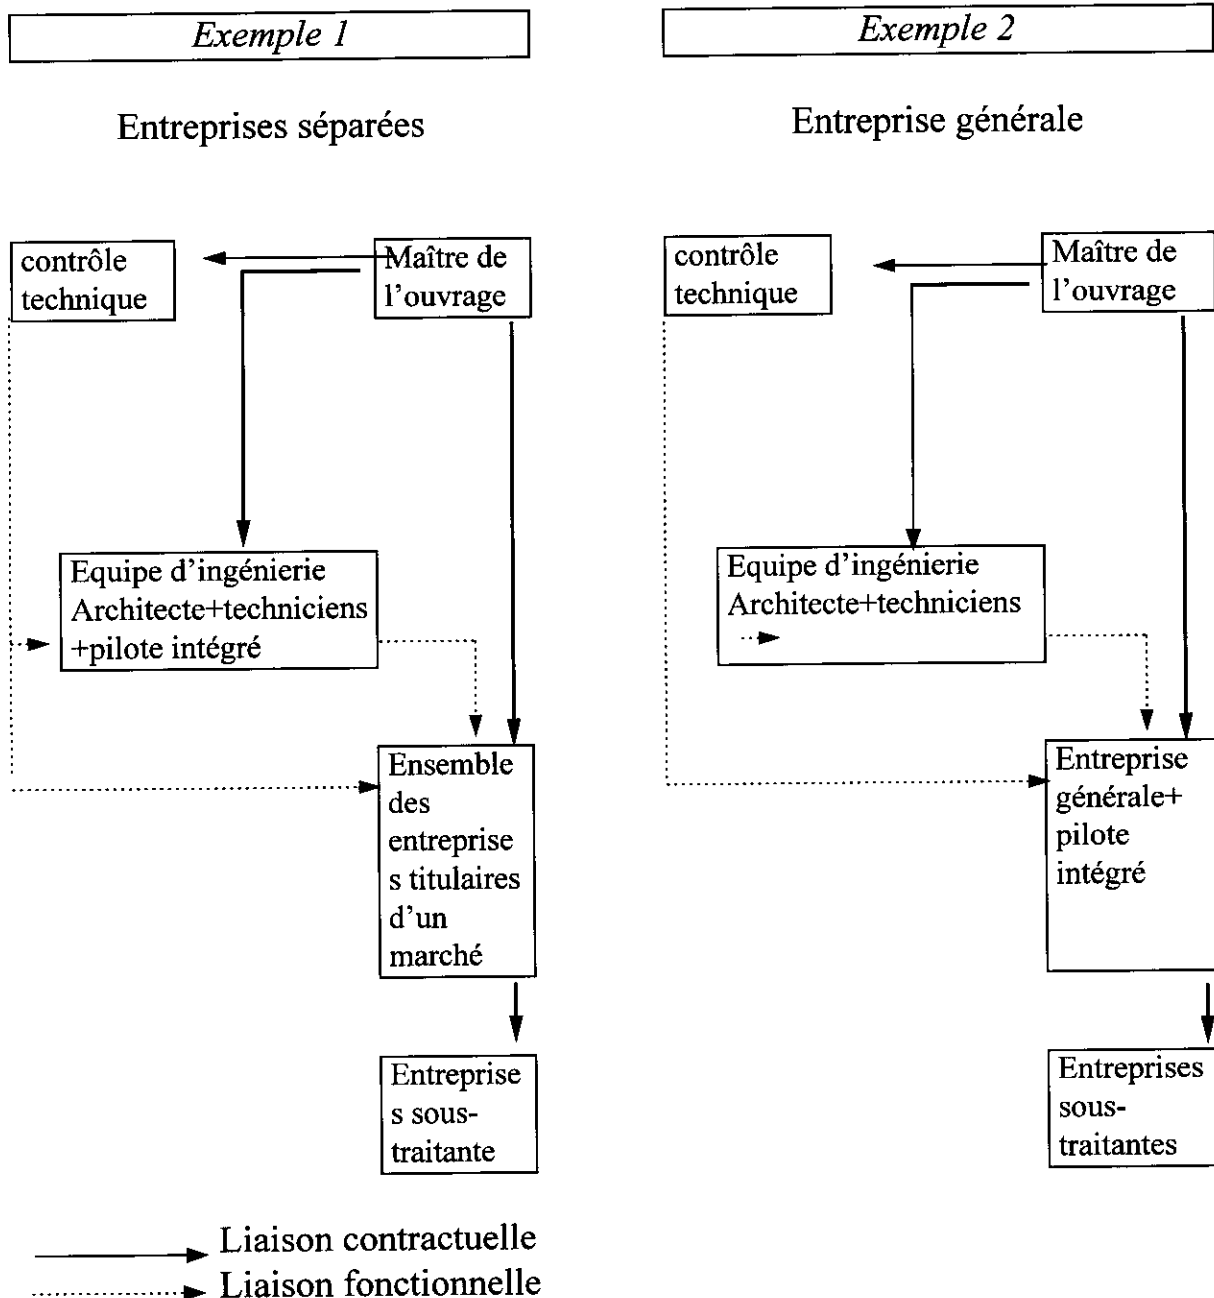 Exemple 1
Entreprises séparées
contrôle
technique
Maître de
l'ouvrage
Equipe d'ingénierie
Architecte+techniciens
+pilote intégré
Ensemble
des
entreprise
s titulaires
d'un
marché
Entreprise
s sous-
traitante
Exemple 2
Entreprise générale
contrôle
technique
Maître de
l'ouvrage
Equipe d'ingénierie
Architecte+techniciens
Entreprise
générale+
pilote
intégré
Entreprises
sous-
traitantes
Liaison contractuelle
Liaison fonctionnelle